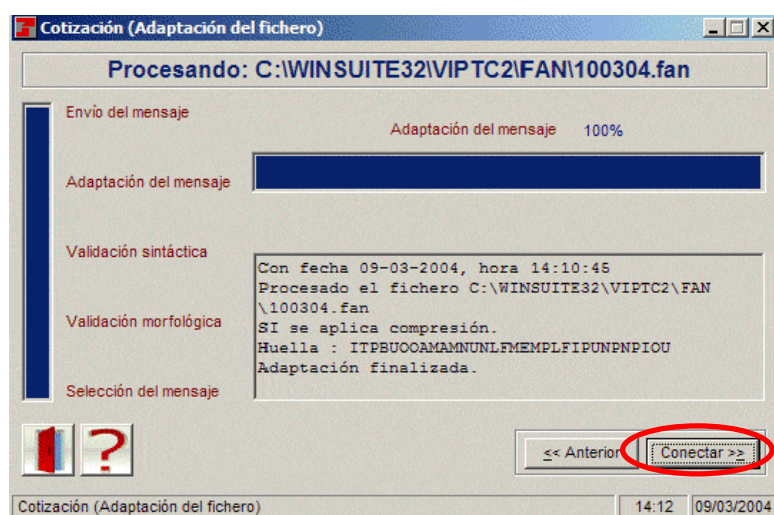 Cotización (Adaptación del fichero)
Procesando: C:\WINSUITE32\VIPTC2\FAN\100304.fan
Envío del mensaje
Adaptación del mensaje 100%
Adaptación del mensaje
Validación sintáctica
Con fecha 09-03-2004, hora 14:10:45
Procesado el fichero C:\WINSUITE32\VIPTC2\FAN
\100304.fan
Validación morfológica
SI se aplica compresión.
Huella : ITPBUOOAMAMNUNLFMEMPLFIPUNPNPIOU
Adaptación finalizada.
Selección del mensaje
<< Anterior
Conectar >>
Cotización (Adaptación del fichero) 14:12 09/03/2004